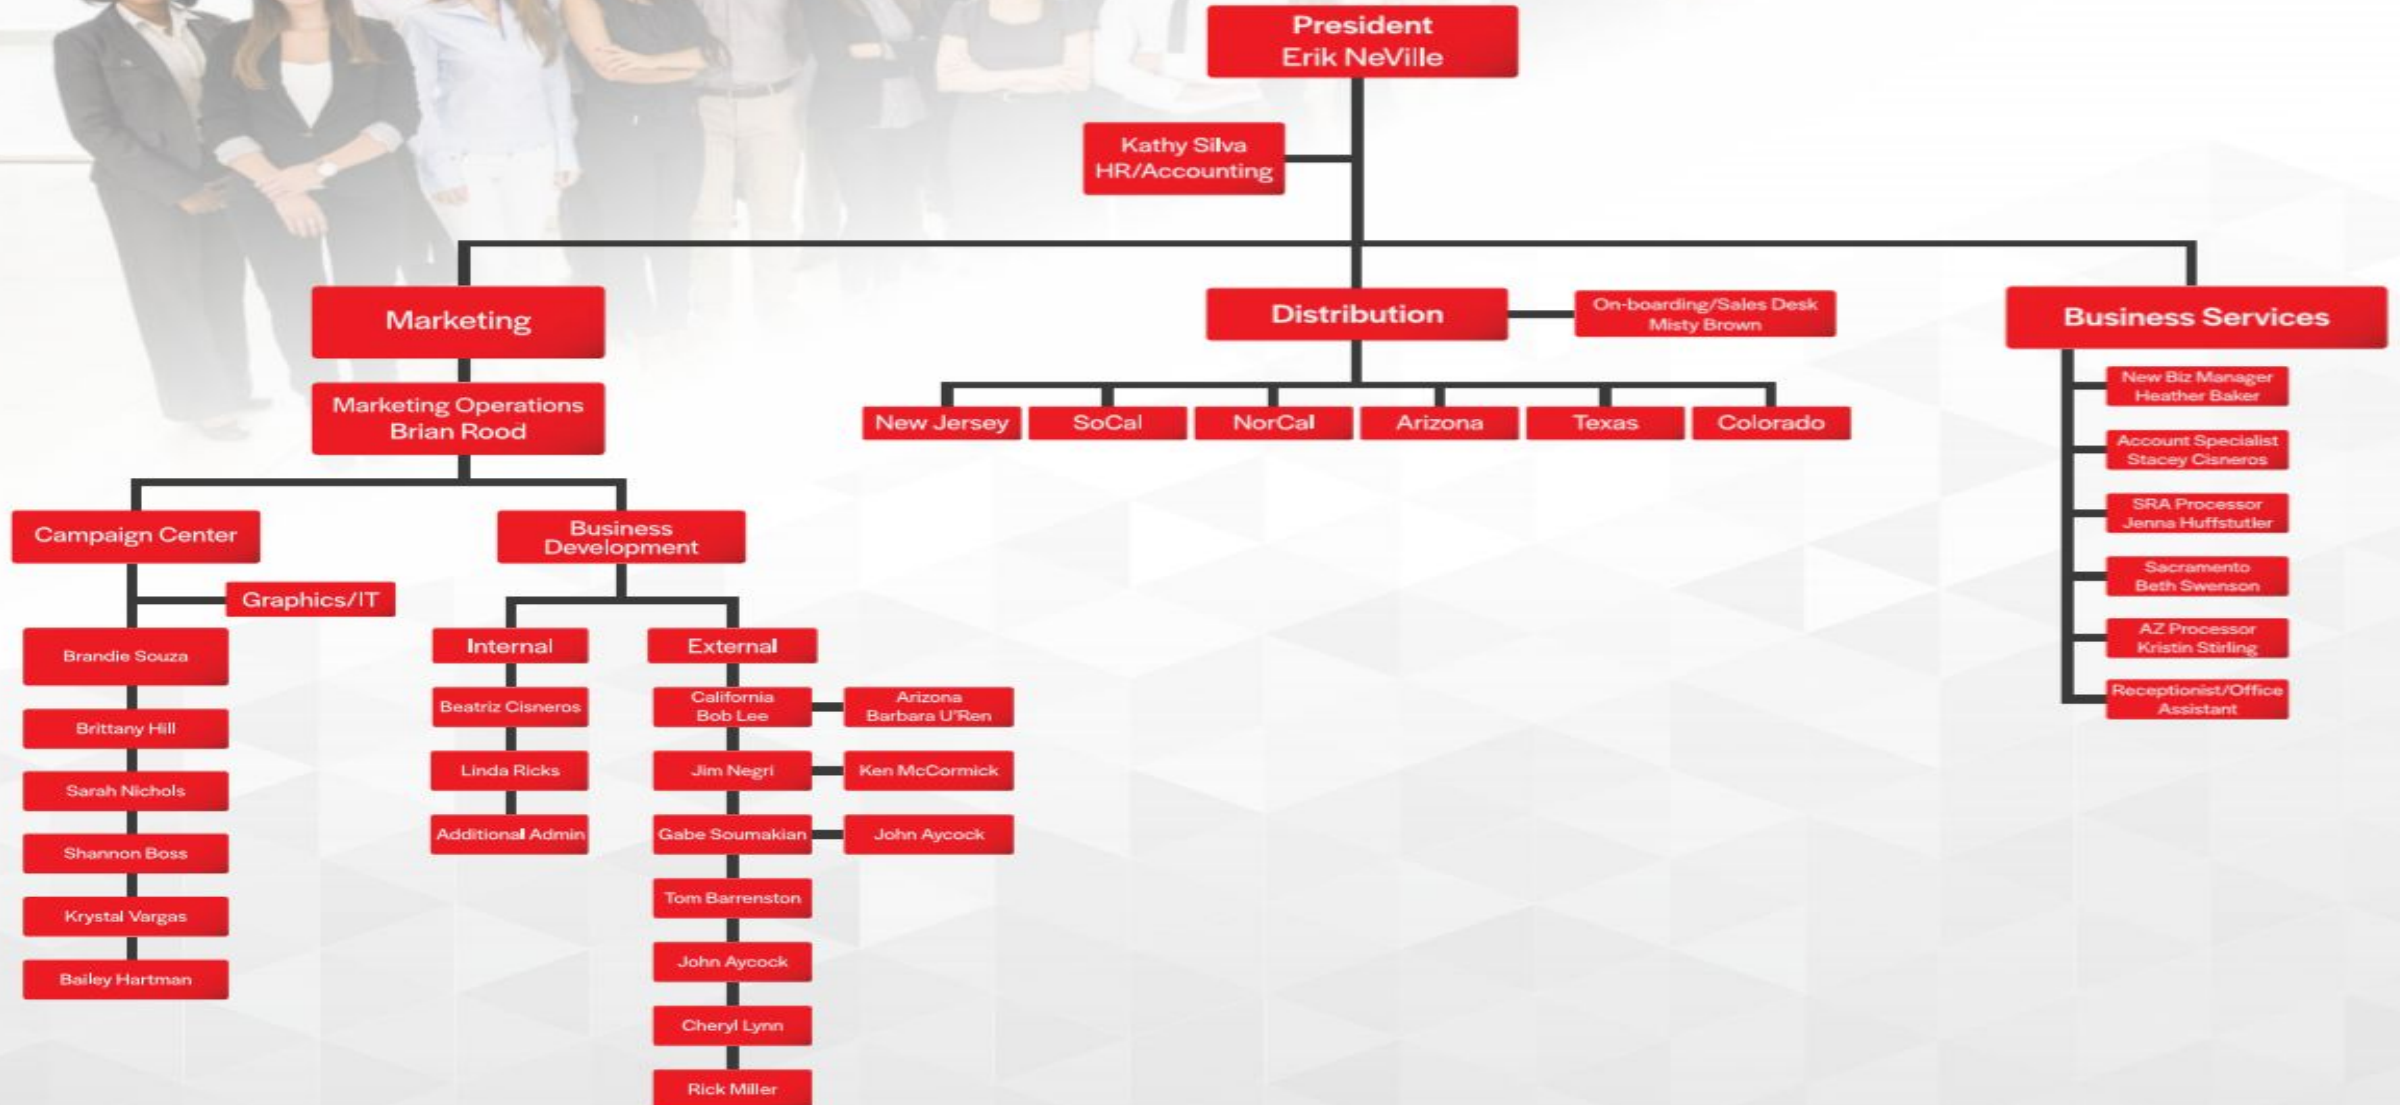 President
Erik NeVille
Kathy Silva
HR/Accounting
Marketing
Distribution
On-boarding/Sales Desk
Misty Brown
Business Services
Marketing Operations
Brian Rood
New Jersey
SoCal
NorCal
Arizona
Texas
Colorado
New Biz Manager
Heather Baker
Account Specialist
Stacey Cisneros
SRA Processor
Jenna Huffstutler
Sacramento
Beth Swenson
AZ Processor
Kristin Stirling
Receptionist/Office
Assistant
Campaign Center
Graphics/IT
Brandie Souza
Brittany Hill
Sarah Nichols
Shannon Boss
Krystal Vargas
Bailey Hartman
Business
Development
Internal
Beatriz Cisneros
Linda Ricks
Additional Admin
External
California
Bob Lee
Arizona
Barbara U'Ren
Jim Negri
Ken McCormick
Gabe Soumakian
John Aycock
Tom Barrenston
John Aycock
Cheryl Lynn
Rick Miller